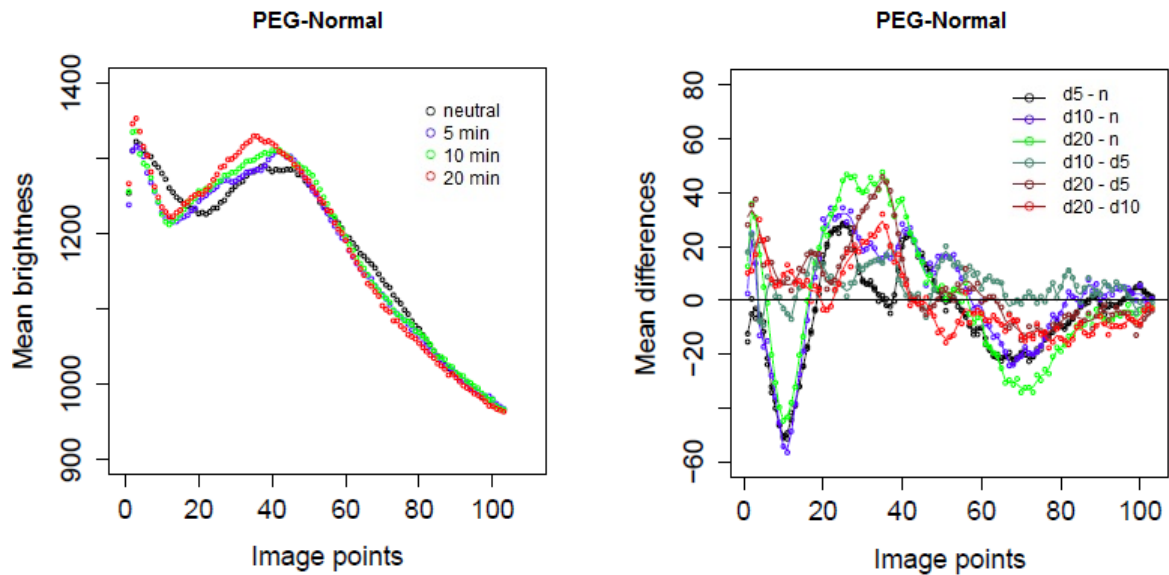 PEG-Normal
Mean brightness
1400
1200
1000
900
neutral
5 min
10 min
20 min
0 20 40 60 80 100
Image points
PEG-Normal
Mean differences
80
60
40
20
0
−20
−60
d5 - n
d10 - n
d20 - n
d10 - d5
d20 - d5
d20 - d10
0 20 40 60 80 100
Image points